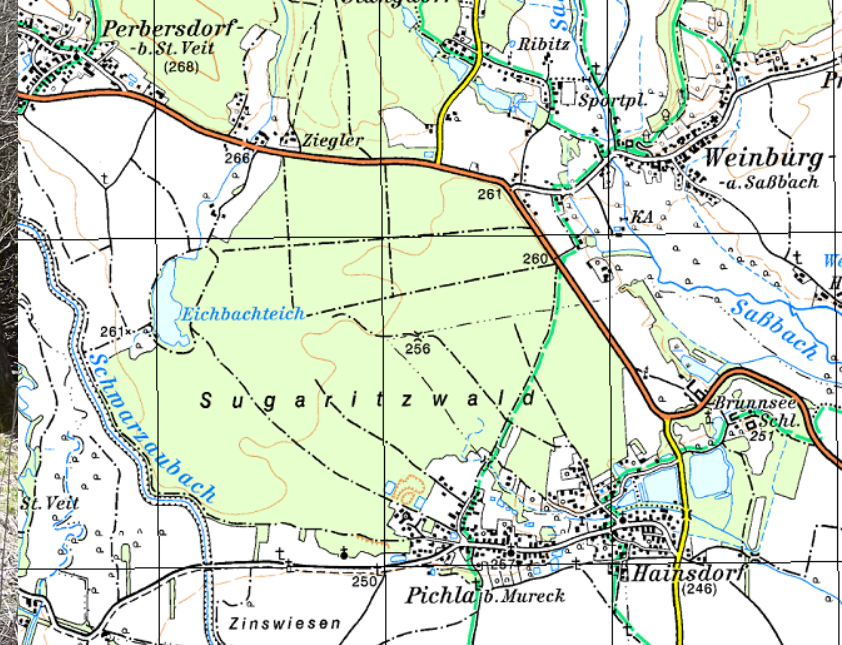 Perbersdorf-
-b.St.Veit
(268)
Ribitz
Sportpl.
Ziegler
266
Weinburg-
-a.Saßbach
261
KA
260
Eichbachteich
261
256
Saßbach
Schwarzaubach
Sugaritzwald
Brunnsee
Schl.
251
St.Veit
257
250
Hainsdorf
(246)
Pichla b.Mureck
Zinswiesen